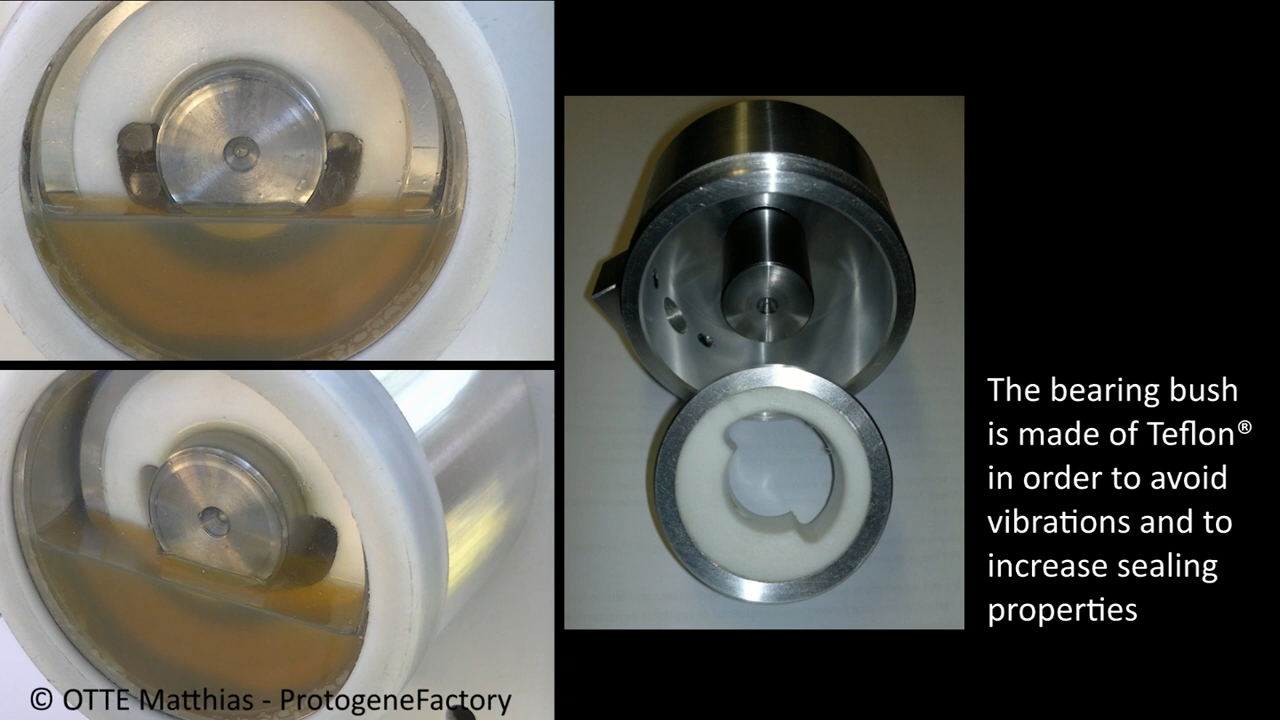 The bearing bush
is made of Teflon®
in order to avoid
vibrations and to
increase sealing
properties
© OTTE Matthias - ProtogeneFactory